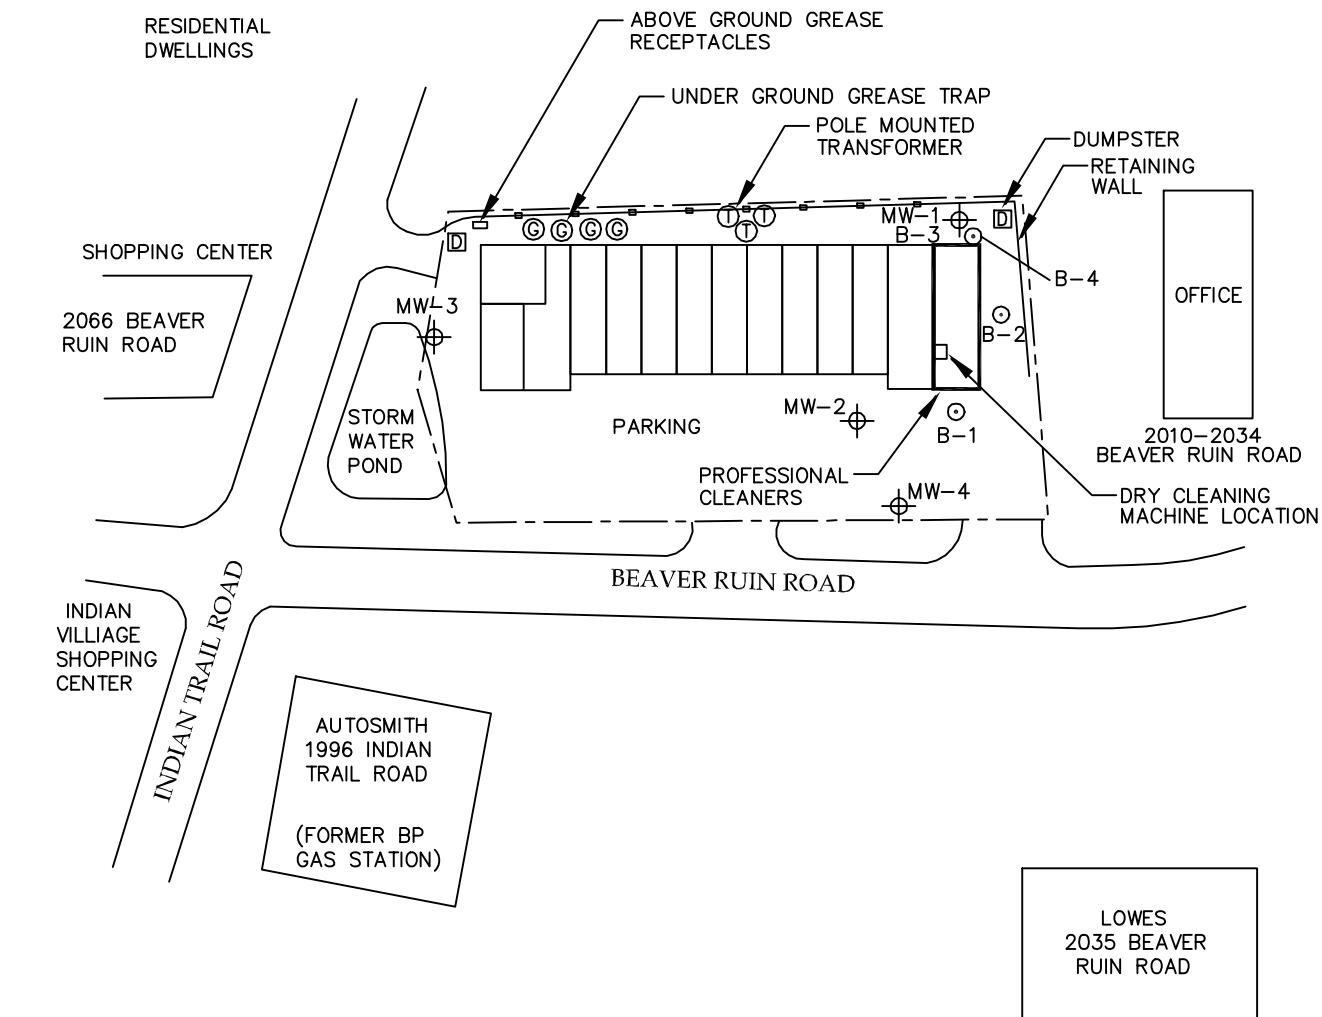 RESIDENTIAL
DWELLINGS
ABOVE GROUND GREASE
RECEPTACLES
UNDER GROUND GREASE TRAP
POLE MOUNTED
TRANSFORMER
DUMPSTER
RETAINING
WALL
SHOPPING CENTER
2066 BEAVER
RUIN ROAD
D
G
G
G
G
T
T
T
MW-1
D
B-3
B-4
OFFICE
MW-3
B-2
STORM
WATER
POND
PARKING
MW-2
B-1
2010-2034
BEAVER RUIN ROAD
PROFESSIONAL
CLEANERS
MW-4
DRY CLEANING
MACHINE LOCATION
BEAVER RUIN ROAD
INDIAN TRAIL ROAD
INDIAN
VILLIAGE
SHOPPING
CENTER
AUTOSMITH
1996 INDIAN
TRAIL ROAD
(FORMER BP
GAS STATION)
LOWES
2035 BEAVER
RUIN ROAD